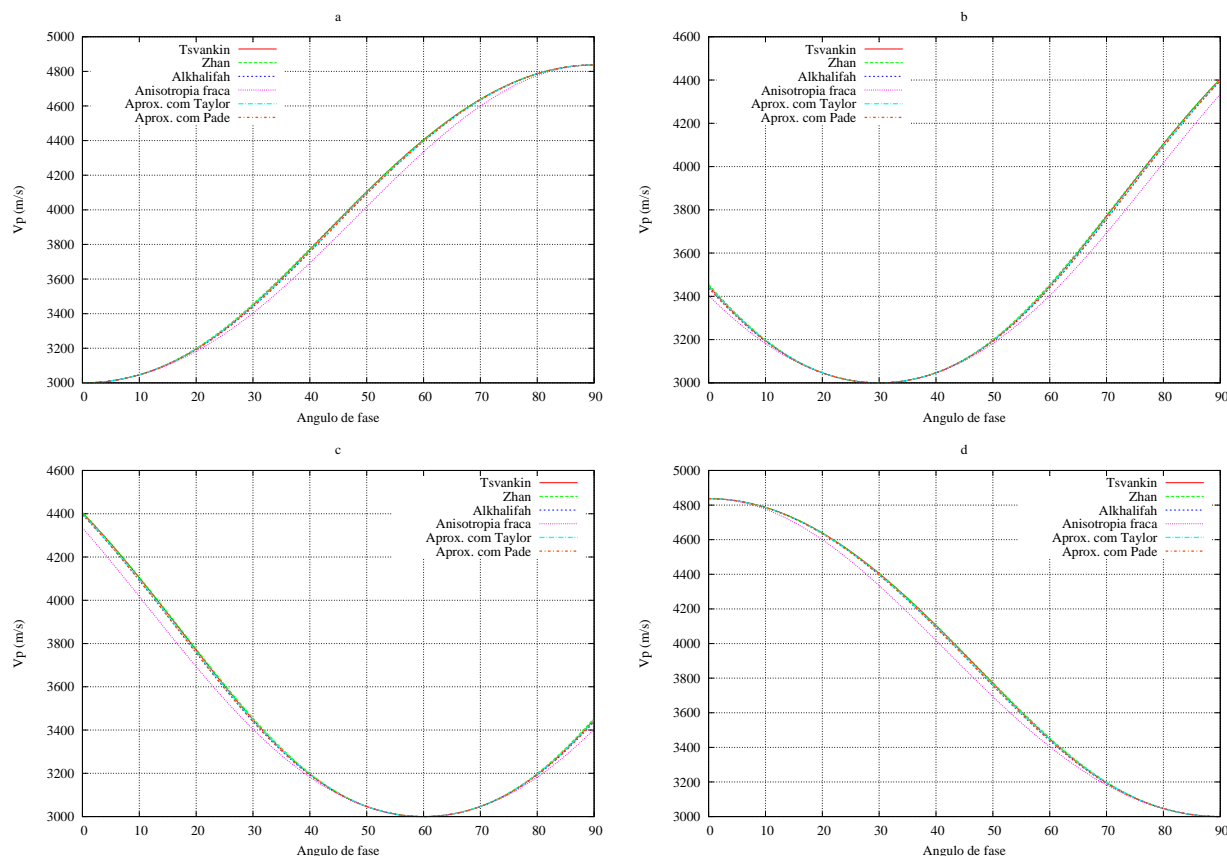 a
5000
4800
4600
4400
4200
4000
3800
3600
3400
3200
3000
Vp (m/s)
Tsvankin
Zhan
Alkhalifah
Anisotropia fraca
Aprox. com Taylor
Aprox. com Pade
0 10 20 30 40 50 60 70 80 90
Angulo de fase
b
4600
4400
4200
4000
3800
3600
3400
3200
3000
Vp (m/s)
Tsvankin
Zhan
Alkhalifah
Anisotropia fraca
Aprox. com Taylor
Aprox. com Pade
0 10 20 30 40 50 60 70 80 90
Angulo de fase
c
4600
4400
4200
4000
3800
3600
3400
3200
3000
Vp (m/s)
Tsvankin
Zhan
Alkhalifah
Anisotropia fraca
Aprox. com Taylor
Aprox. com Pade
0 10 20 30 40 50 60 70 80 90
Angulo de fase
d
5000
4800
4600
4400
4200
4000
3800
3600
3400
3200
3000
Vp (m/s)
Tsvankin
Zhan
Alkhalifah
Anisotropia fraca
Aprox. com Taylor
Aprox. com Pade
0 10 20 30 40 50 60 70 80 90
Angulo de fase